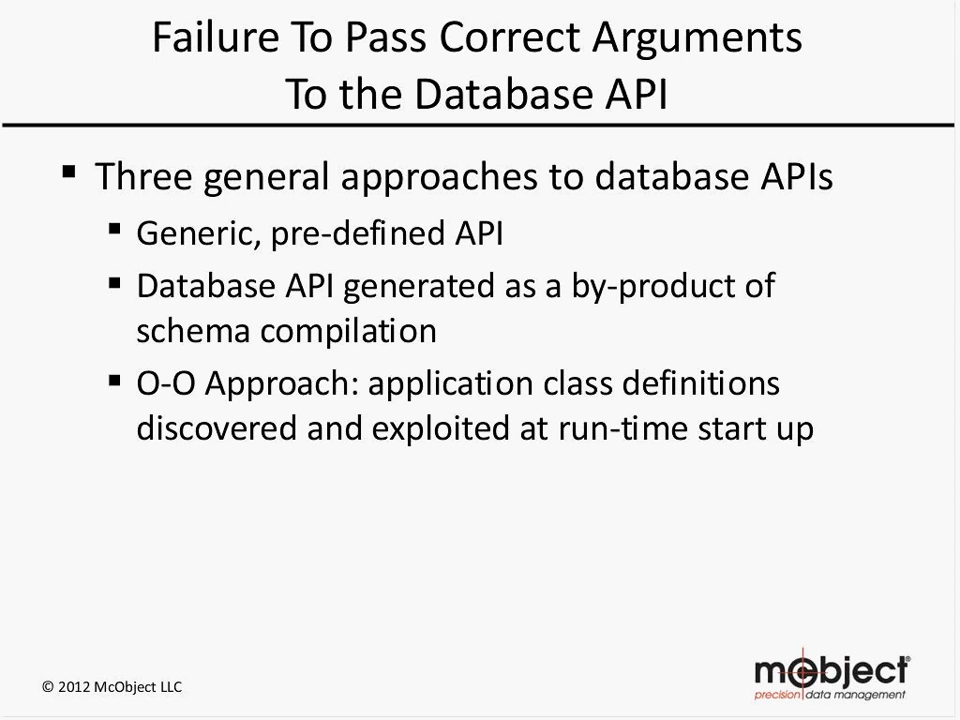 Failure To Pass Correct Arguments
To the Database API
▪ Three general approaches to database APIs
▪ Generic, pre-defined API
▪ Database API generated as a by-product of
schema compilation
▪ O-O Approach: application class definitions
discovered and exploited at run-time start up
© 2012 McObject LLC
mcobject®
precision data management